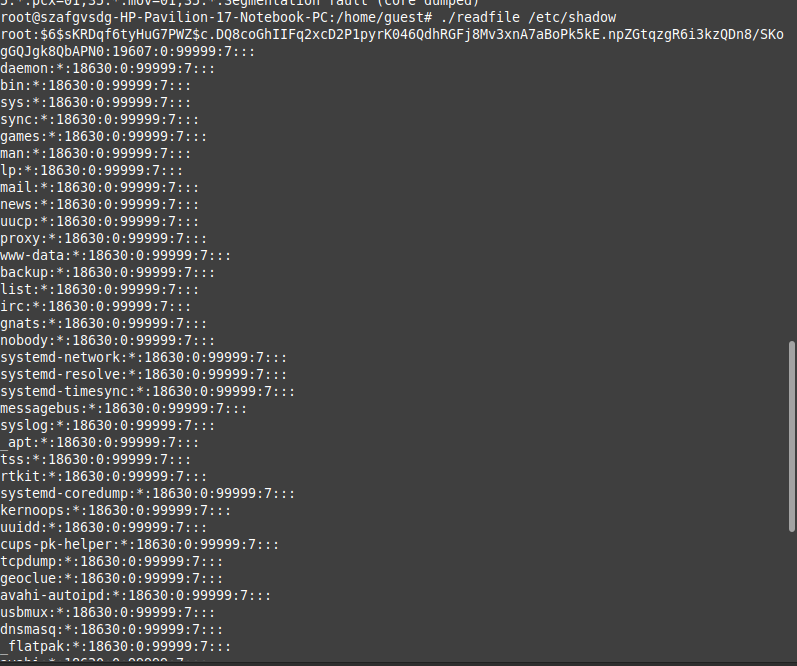 5:*.pcx=01;35:*.mov=01;35:*.Segmentation fault (core dumped)
root@szafgvsdg-HP-Pavilion-17-Notebook-PC:/home/guest# ./readfile /etc/shadow
root:$6$sKRDqf6tyHuG7PWZ$c.DQ8coGhIIFq2xcD2P1pyrK046QdhRGFj8Mv3xnA7aBoPk5kE.npZGtqzgR6i3kzQDn8/SKo
gGQJgk8QbAPN0:19607:0:99999:7:::
daemon:*:18630:0:99999:7:::
bin:*:18630:0:99999:7:::
sys:*:18630:0:99999:7:::
sync:*:18630:0:99999:7:::
games:*:18630:0:99999:7:::
man:*:18630:0:99999:7:::
lp:*:18630:0:99999:7:::
mail:*:18630:0:99999:7:::
news:*:18630:0:99999:7:::
uucp:*:18630:0:99999:7:::
proxy:*:18630:0:99999:7:::
www-data:*:18630:0:99999:7:::
backup:*:18630:0:99999:7:::
list:*:18630:0:99999:7:::
irc:*:18630:0:99999:7:::
gnats:*:18630:0:99999:7:::
nobody:*:18630:0:99999:7:::
systemd-network:*:18630:0:99999:7:::
systemd-resolve:*:18630:0:99999:7:::
systemd-timesync:*:18630:0:99999:7:::
messagebus:*:18630:0:99999:7:::
syslog:*:18630:0:99999:7:::
_apt:*:18630:0:99999:7:::
tss:*:18630:0:99999:7:::
rtkit:*:18630:0:99999:7:::
systemd-coredump:*:18630:0:99999:7:::
kernoops:*:18630:0:99999:7:::
uuidd:*:18630:0:99999:7:::
cups-pk-helper:*:18630:0:99999:7:::
tcpdump:*:18630:0:99999:7:::
geoclue:*:18630:0:99999:7:::
avahi-autoipd:*:18630:0:99999:7:::
usbmux:*:18630:0:99999:7:::
dnsmasq:*:18630:0:99999:7:::
_flatpak:*:18630:0:99999:7:::